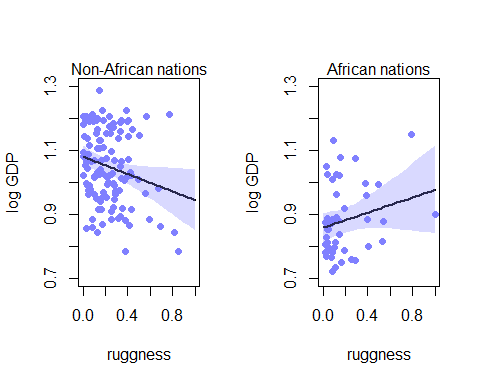 Non-African nations
log GDP
0.7 0.9 1.1 1.3
0.0 0.4 0.8
ruggness
African nations
log GDP
0.7 0.9 1.1 1.3
0.0 0.4 0.8
ruggness